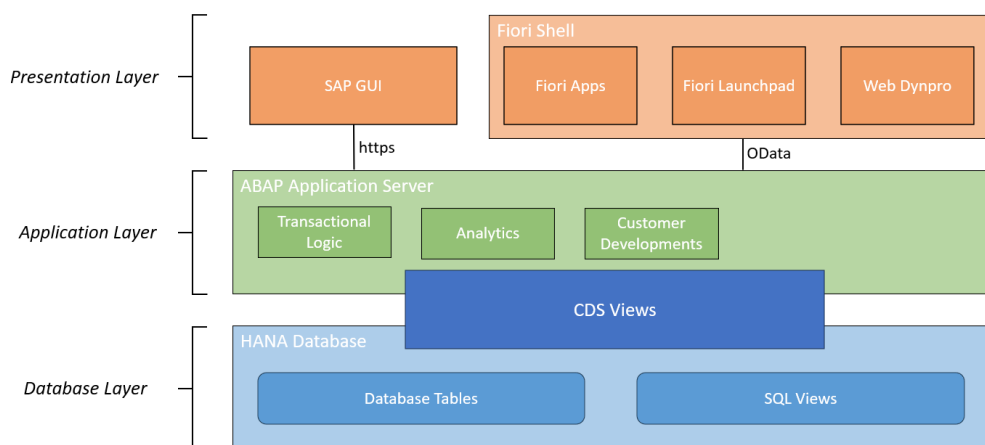 Fiori Shell
Presentation Layer
SAP GUI
Fiori Apps
Fiori Launchpad
Web Dynpro
https
OData
ABAP Application Server
Application Layer
Transactional
Logic
Analytics
Customer
Developments
CDS Views
HANA Database
Database Layer
Database Tables
SQL Views